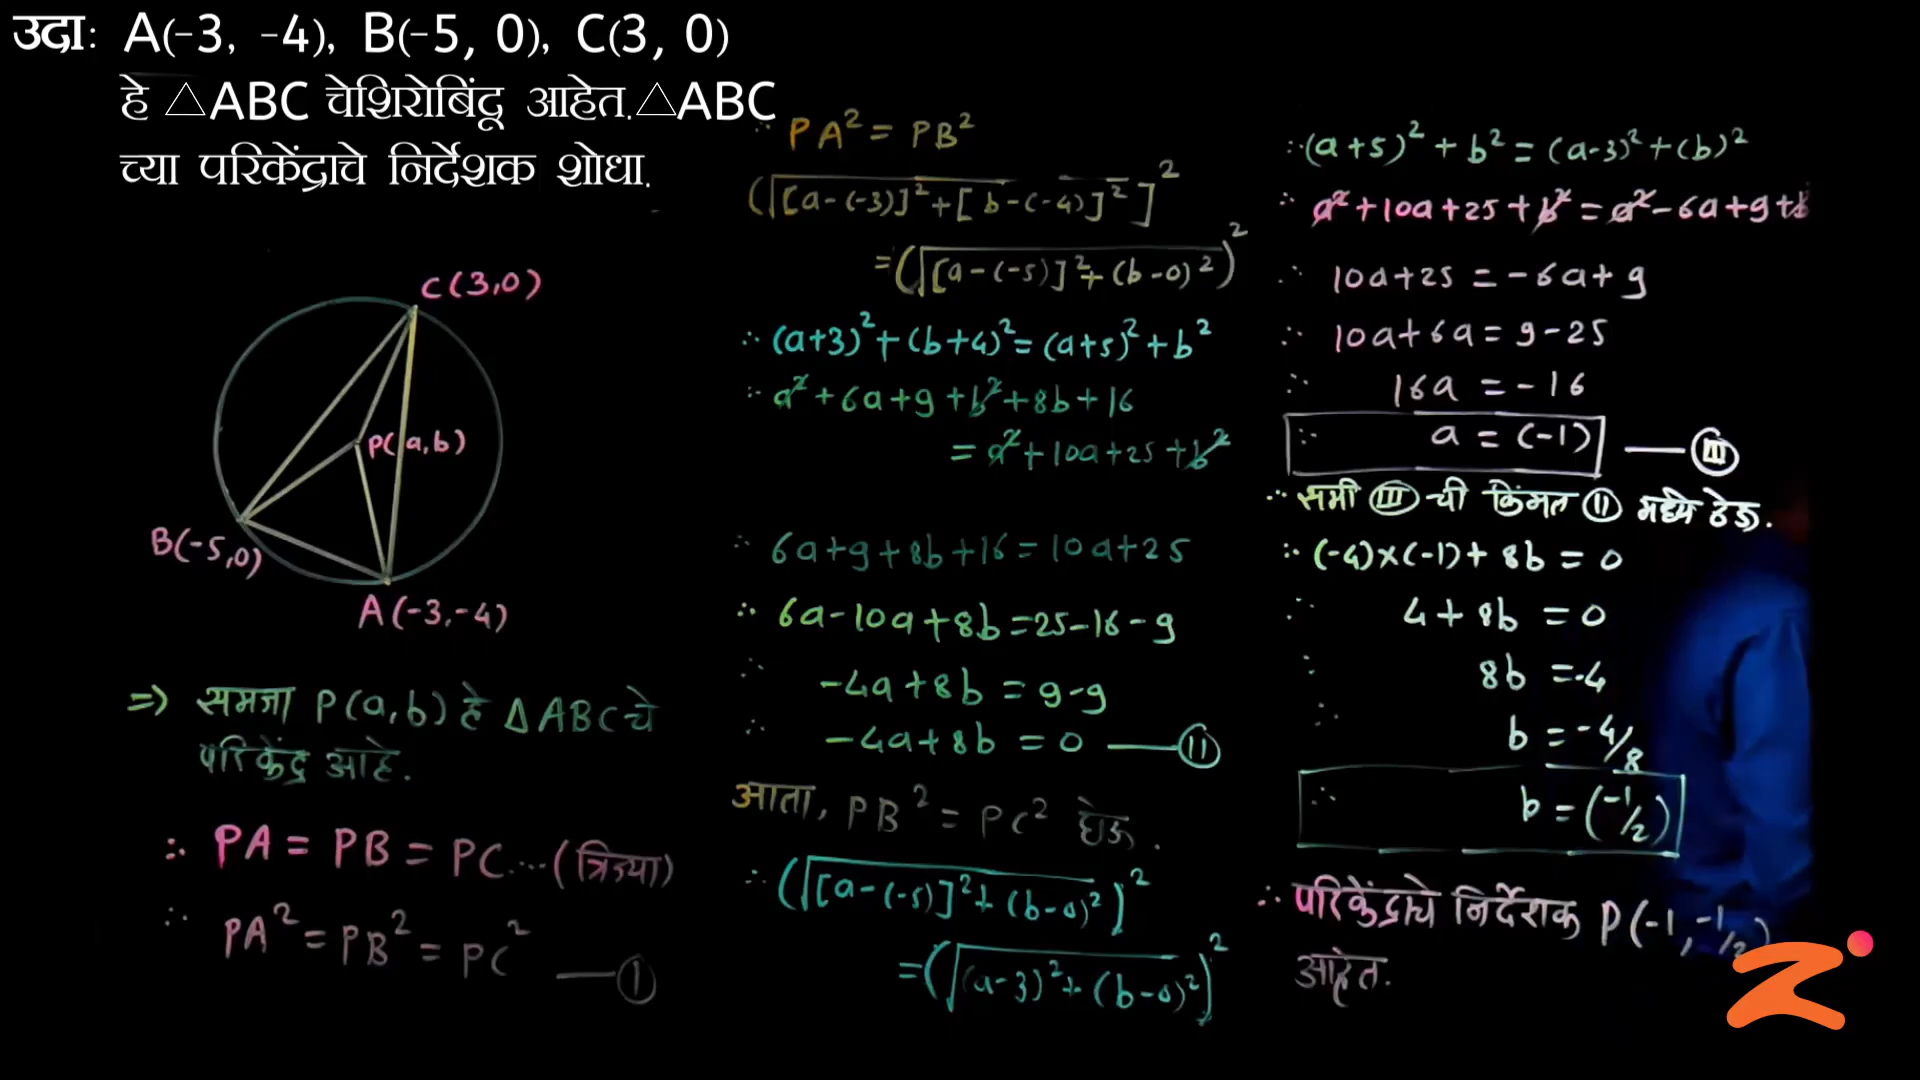 उदाः A(-3, -4), B(-5, 0), C(3, 0)
हे △ABC चेशिरोबिंदू आहेत.△ABC
च्या परिकेंद्राचे निर्देशक शोधा.
C(3,0)
P(a,b)
B(-5,0)
A(-3,-4)
=> समजा P(a,b) हे ΔABC चे
परिकेंद्र आहे.
∴ PA = PB = PC....(त्रिज्या)
∴ PA² = PB² = PC² —— Ⓘ
∴ PA² = PB²
(√[a-(-3)]²+[b-(-4)]²]²
=(√[a-(-5)]²+(b-0)²)²
∴ (a+3)²+(b+4)²=(a+5)²+b²
∴ a²+6a+9+b²+8b+16
= a²+10a+25+b²
∴ 6a+9+8b+16=10a+25
∴ 6a-10a+8b=25-16-9
∴ -4a+8b = 9-9
∴ -4a+8b = 0 —— (II)
आता, PB² = PC² घेऊ.
∴ (√[a-(-5)]²+(b-0)²)²
=(√(a-3)²+(b-0)²)²
∴(a+5)²+b²=(a-3)²+(b)²
∴ a²+10a+25+b²=a²-6a+9+b
∴ 10a+25 = -6a+9
∴ 10a+6a = 9-25
∴ 16a = -16
∴ a = (-1) —— (III)
∴ समी (III) ची किंमत (II) मध्ये ठेऊ.
∴ (-4)×(-1)+8b = 0
∴ 4+8b = 0
∴ 8b =-4
∴ b = -4/8
∴ b = (-1/2)
∴ परिकेंद्राचे निर्देशक P(-1,-1/2)
आहेत.